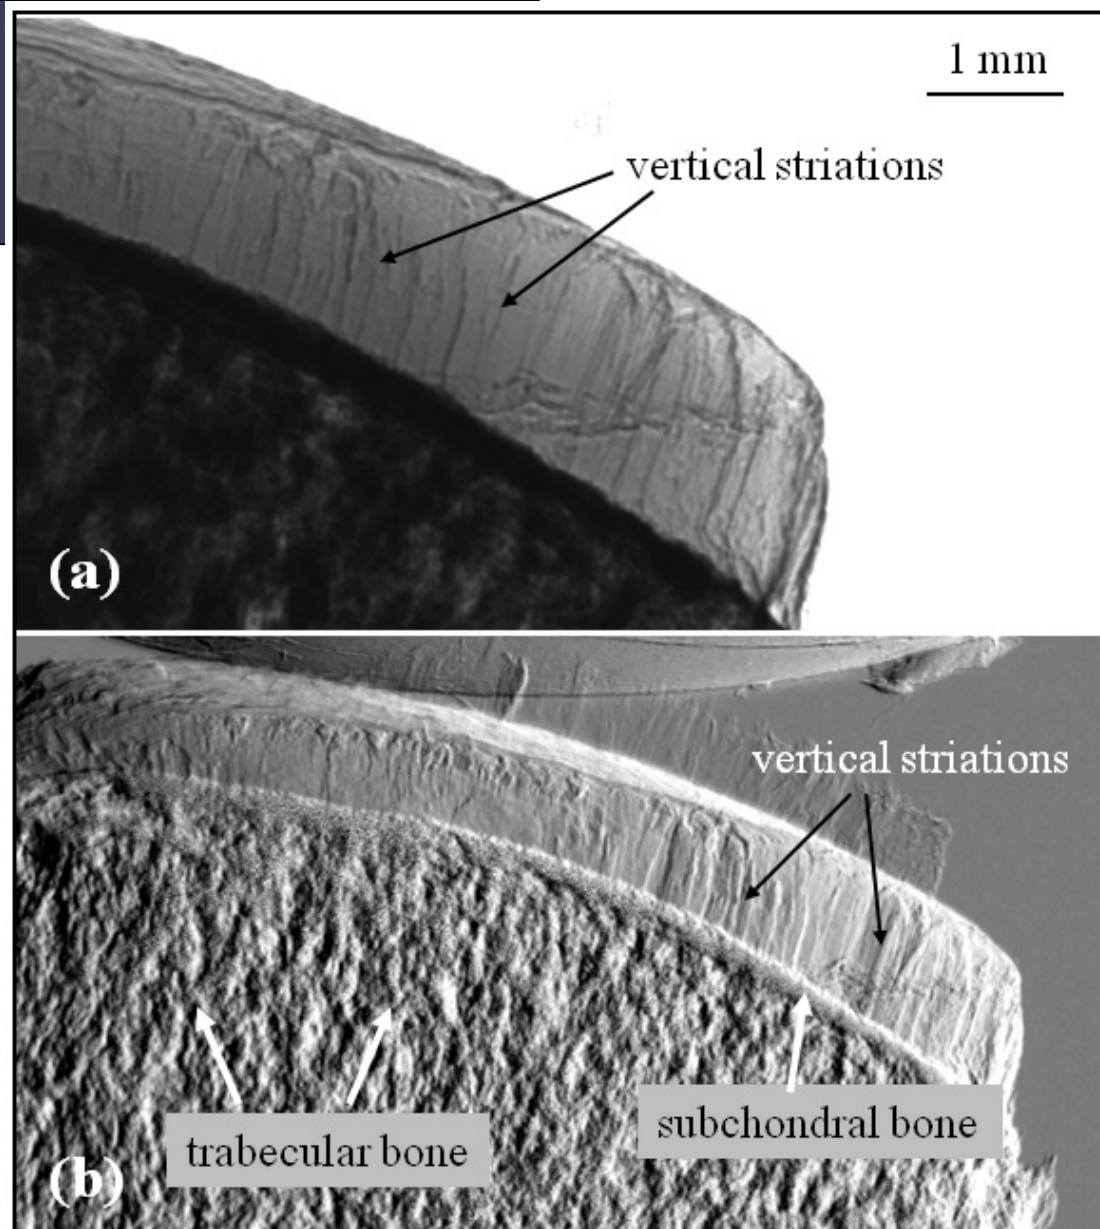 1 mm
vertical striations
(a)
vertical striations
subchondral bone
trabecular bone
(b)